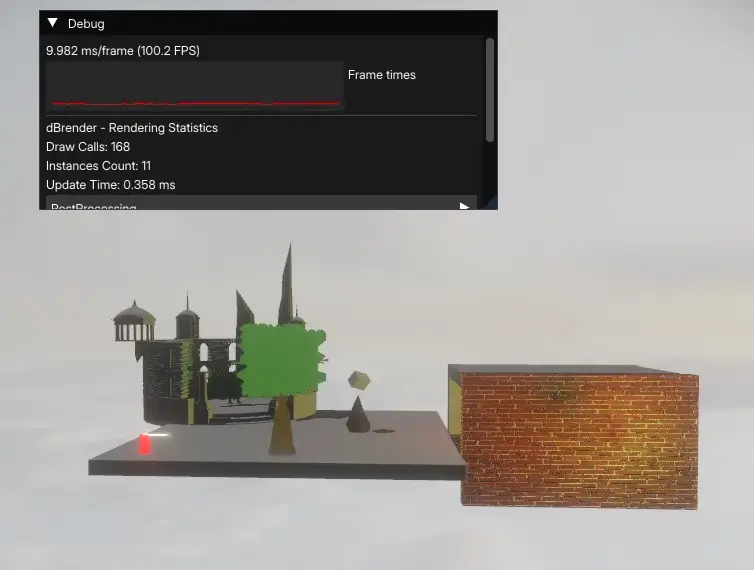 Debug
9.982 ms/frame (100.2 FPS)
Frame times
dBrender - Rendering Statistics
Draw Calls: 168
Instances Count: 11
Update Time: 0.358 ms
PostProcessing